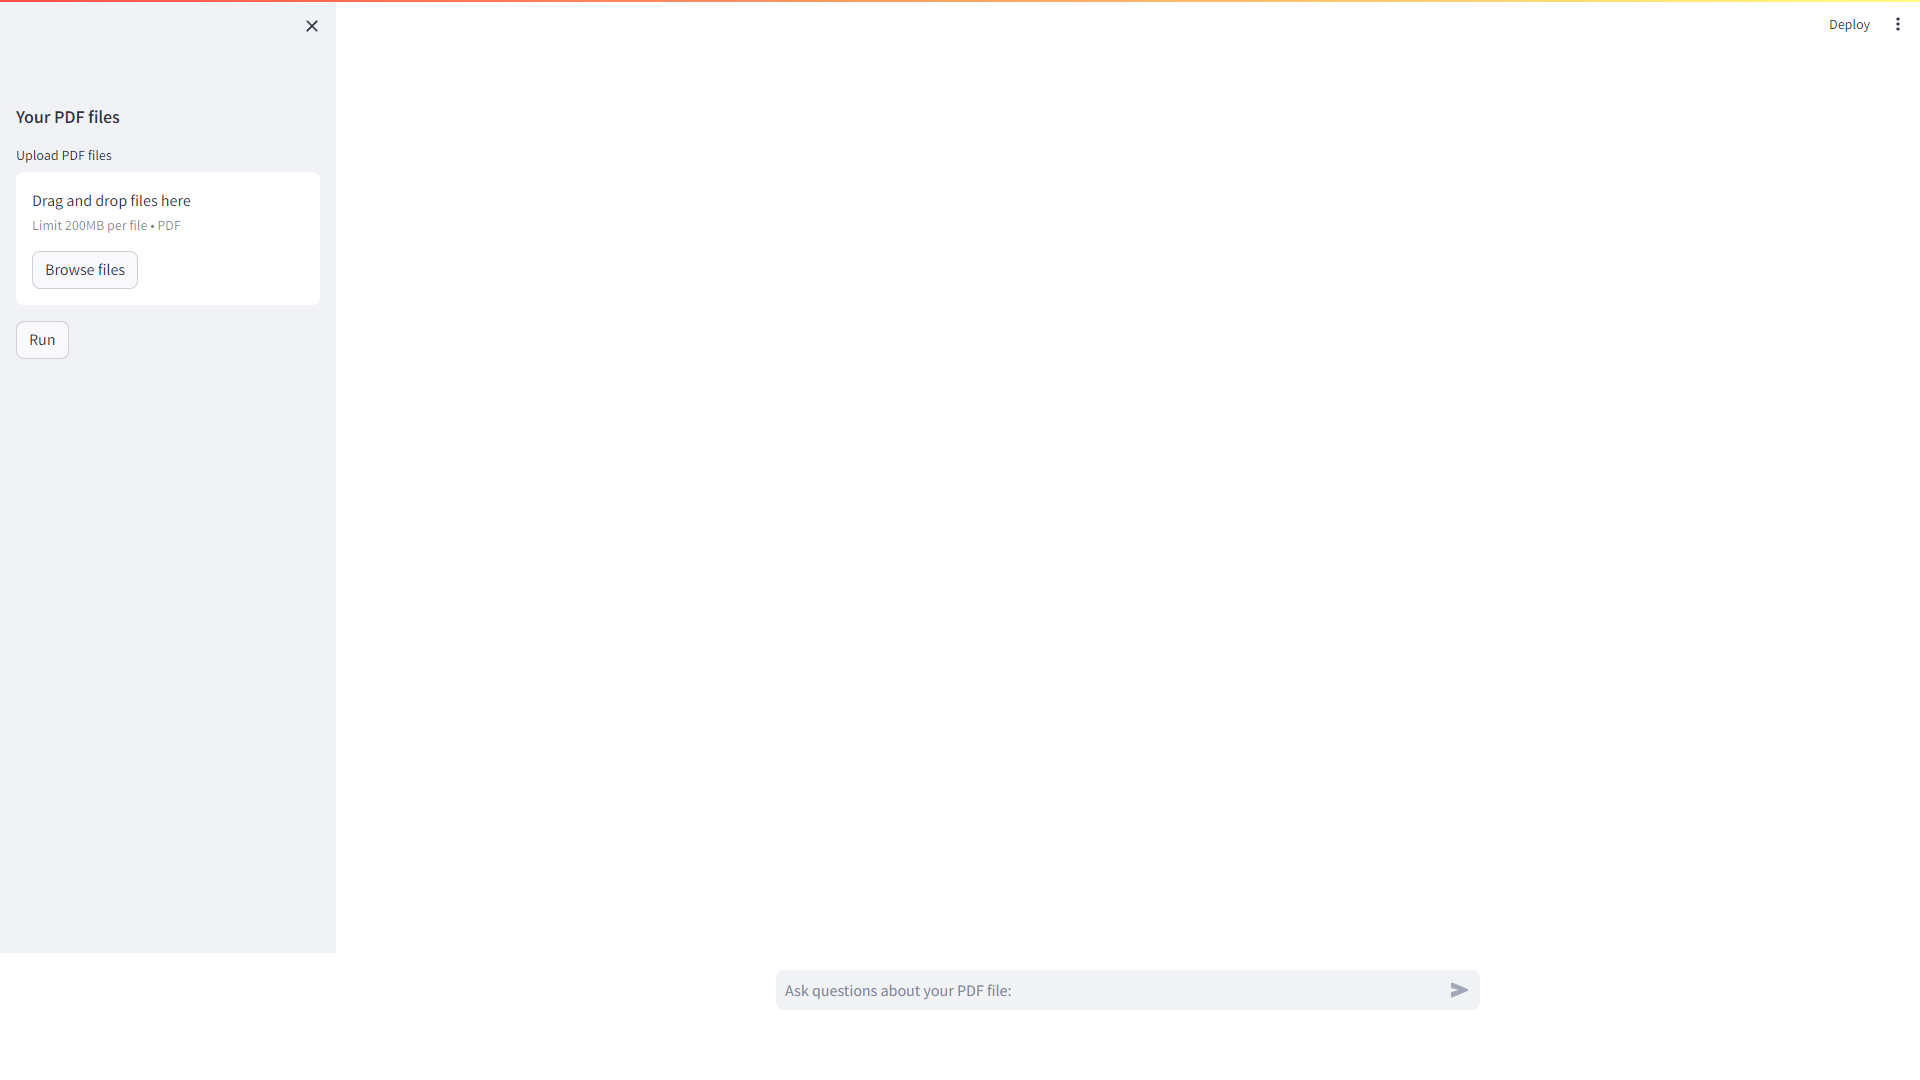 Deploy
Your PDF files
Upload PDF files
Drag and drop files here
Limit 200MB per file • PDF
Browse files
Run
Ask questions about your PDF file: